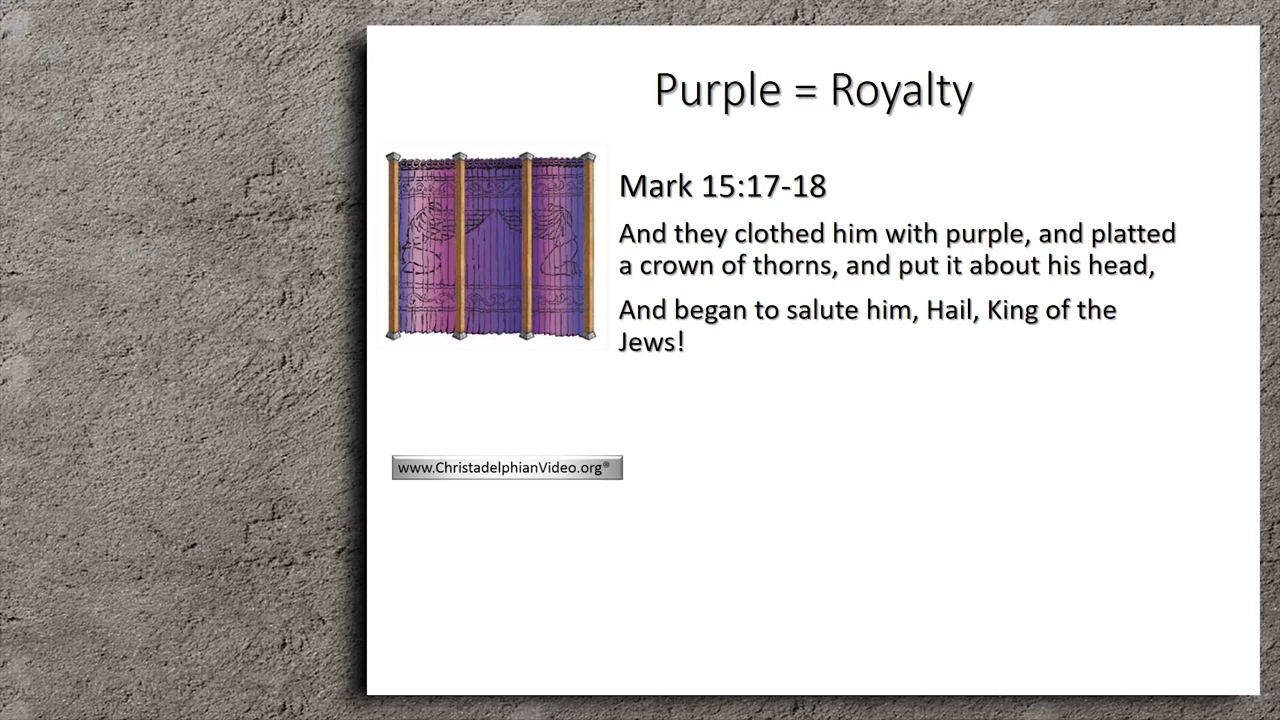 Purple = Royalty
Mark 15:17-18
And they clothed him with purple, and platted
a crown of thorns, and put it about his head,
And began to salute him, Hail, King of the
Jews!
www.ChristadelphianVideo.org®